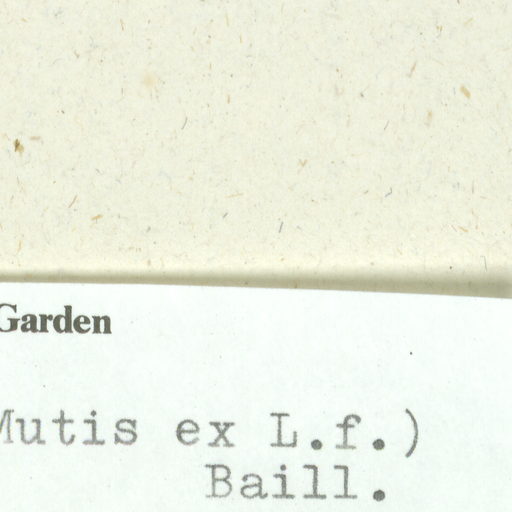 Garden
Mutis ex L.f.)
Baill.